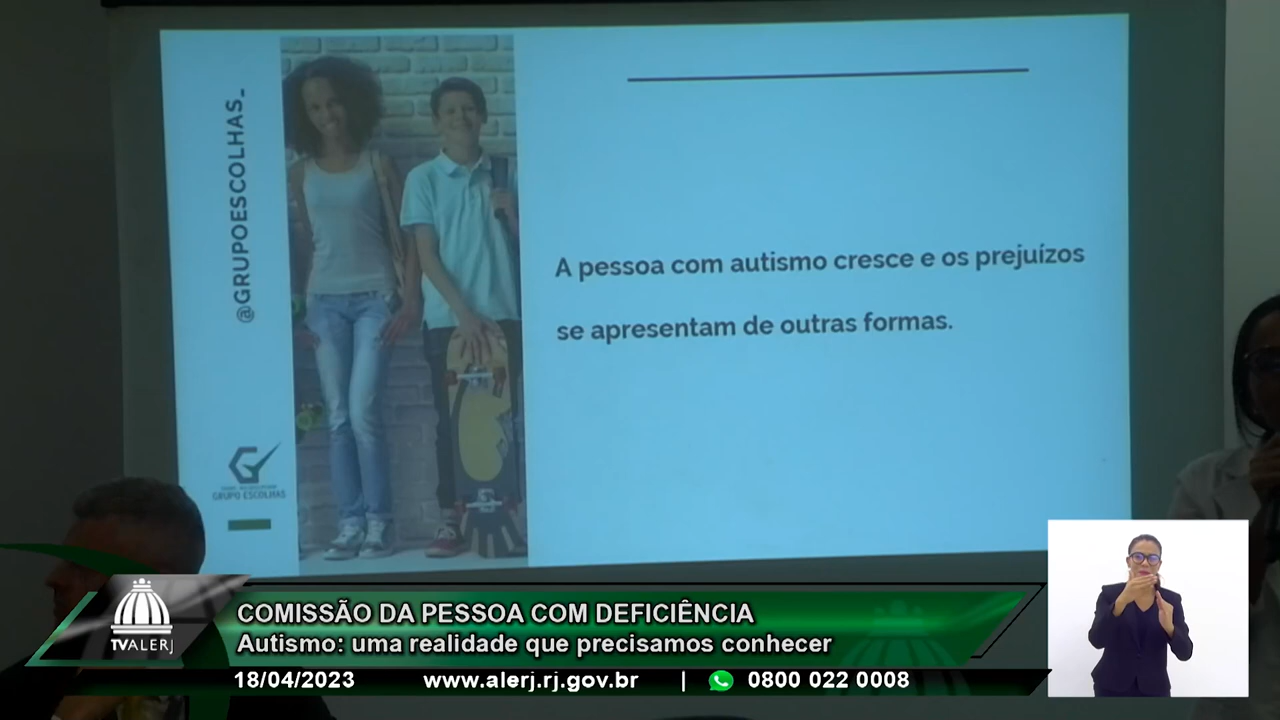 @GRUPOESCOLHAS_
A pessoa com autismo cresce e os prejuízos
se apresentam de outras formas.
GRUPO ESCOLHAS
TVALERJ
COMISSÃO DA PESSOA COM DEFICIÊNCIA
Autismo: uma realidade que precisamos conhecer
18/04/2023 www.alerj.rj.gov.br | 0800 022 0008